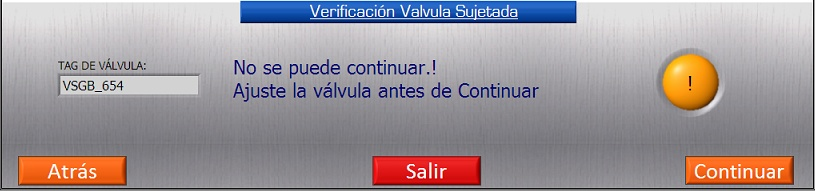 Verificación Valvula Sujetada
TAG DE VÁLVULA:
VSGB_654
No se puede continuar.!
Ajuste la válvula antes de Continuar
!
Atrás
Salir
Continuar